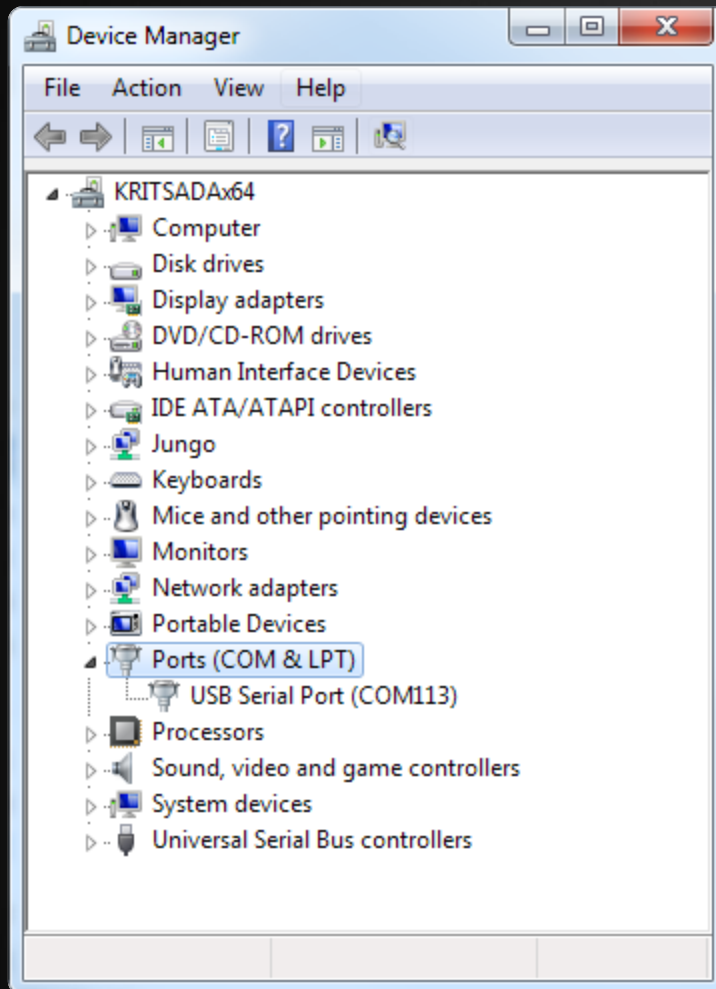 Device Manager
File Action View Help
KRITSADAx64
Computer
Disk drives
Display adapters
DVD/CD-ROM drives
Human Interface Devices
IDE ATA/ATAPI controllers
Jungo
Keyboards
Mice and other pointing devices
Monitors
Network adapters
Portable Devices
Ports (COM & LPT)
USB Serial Port (COM113)
Processors
Sound, video and game controllers
System devices
Universal Serial Bus controllers